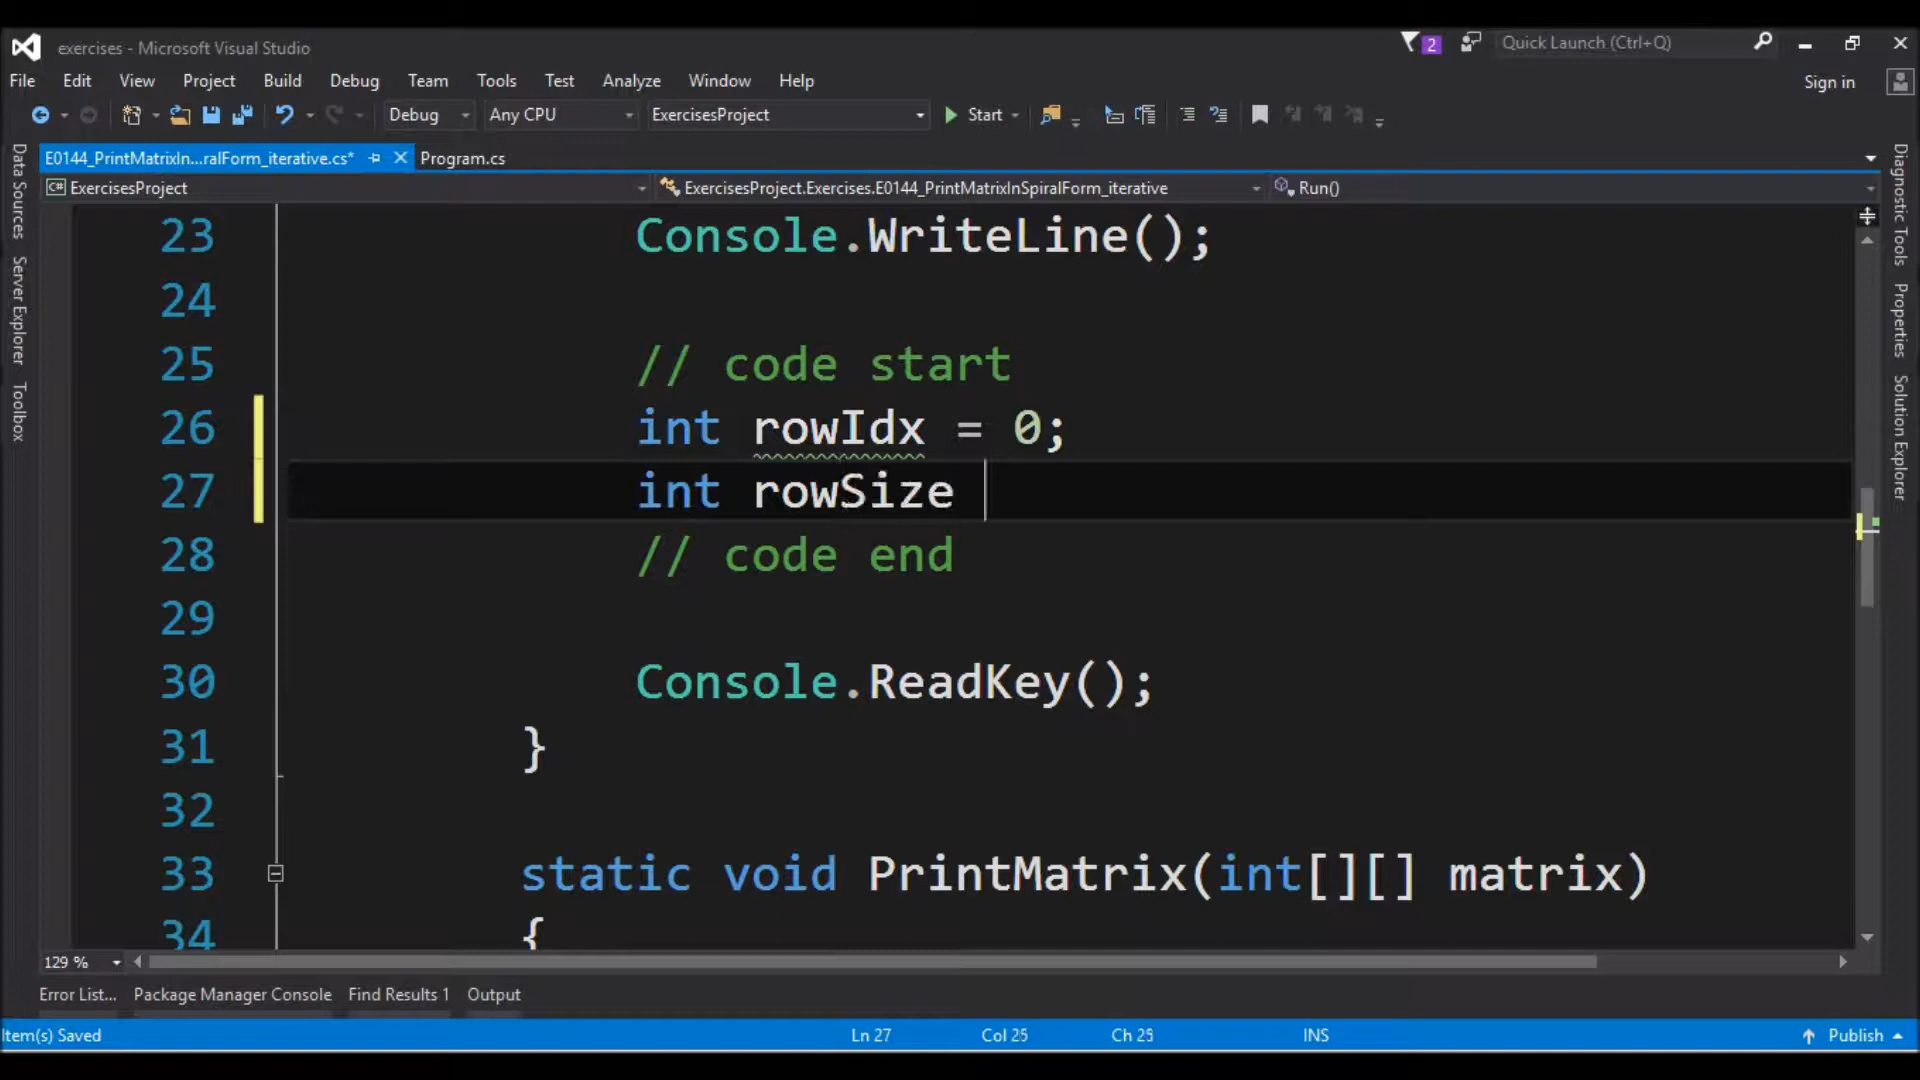 exercises - Microsoft Visual Studio
2
Quick Launch (Ctrl+Q)
File Edit View Project Build Debug Team Tools Test Analyze Window Help
Sign in
Debug Any CPU ExercisesProject Start
E0144_PrintMatrixIn...ralForm_iterative.cs* Program.cs
C# ExercisesProject ExercisesProject.Exercises.E0144_PrintMatrixInSpiralForm_iterative Run()
Data Sources
Server Explorer
Toolbox
Diagnostic Tools
Properties
Solution Explorer
23 Console.WriteLine();
24
25 // code start
26 int rowIdx = 0;
27 int rowSize
28 // code end
29
30 Console.ReadKey();
31 }
32
33 static void PrintMatrix(int[][] matrix)
34 {
129 %
Error List... Package Manager Console Find Results 1 Output
Item(s) Saved Ln 27 Col 25 Ch 25 INS Publish